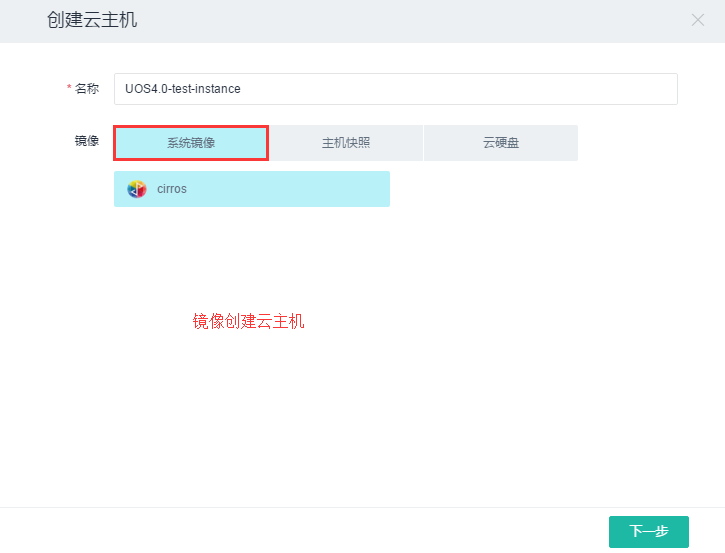 创建云主机
* 名称 UOS4.0-test-instance
镜像 系统镜像 主机快照 云硬盘
cirros
镜像创建云主机
下一步